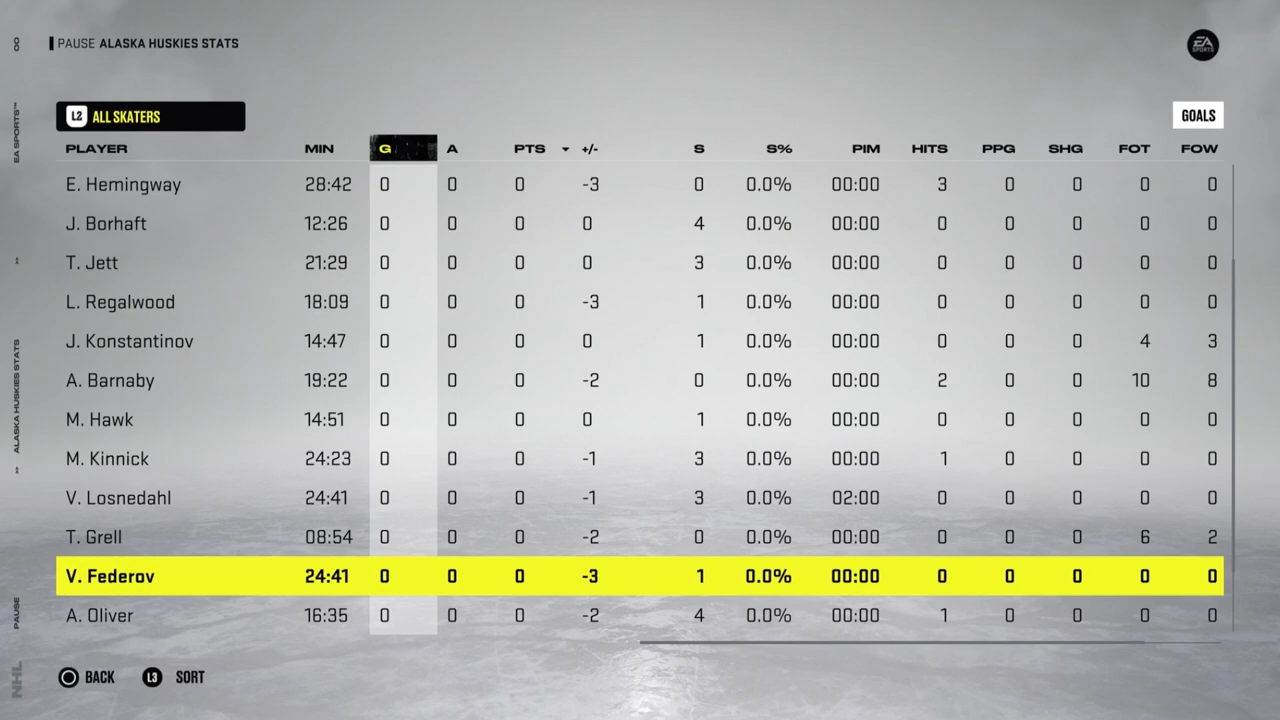 PAUSE ALASKA HUSKIES STATS
EA SPORTS
L2 ALL SKATERS
GOALS
PLAYER MIN G A PTS +/- S S% PIM HITS PPG SHG FOT FOW
E. Hemingway 28:42 0 0 0 -3 0 0.0% 00:00 3 0 0 0 0
J. Borhaft 12:26 0 0 0 0 4 0.0% 00:00 0 0 0 0 0
T. Jett 21:29 0 0 0 0 3 0.0% 00:00 0 0 0 0 0
L. Regalwood 18:09 0 0 0 -3 1 0.0% 00:00 0 0 0 0 0
J. Konstantinov 14:47 0 0 0 0 1 0.0% 00:00 0 0 0 4 3
A. Barnaby 19:22 0 0 0 -2 0 0.0% 00:00 2 0 0 10 8
M. Hawk 14:51 0 0 0 0 1 0.0% 00:00 0 0 0 0 0
M. Kinnick 24:23 0 0 0 -1 3 0.0% 00:00 1 0 0 0 0
V. Losnedahl 24:41 0 0 0 -1 3 0.0% 02:00 0 0 0 0 0
T. Grell 08:54 0 0 0 -2 0 0.0% 00:00 0 0 0 6 2
V. Federov 24:41 0 0 0 -3 1 0.0% 00:00 0 0 0 0 0
A. Oliver 16:35 0 0 0 -2 4 0.0% 00:00 1 0 0 0 0
BACK L3 SORT
NHL PAUSE ALASKA HUSKIES STATS EA SPORTS™